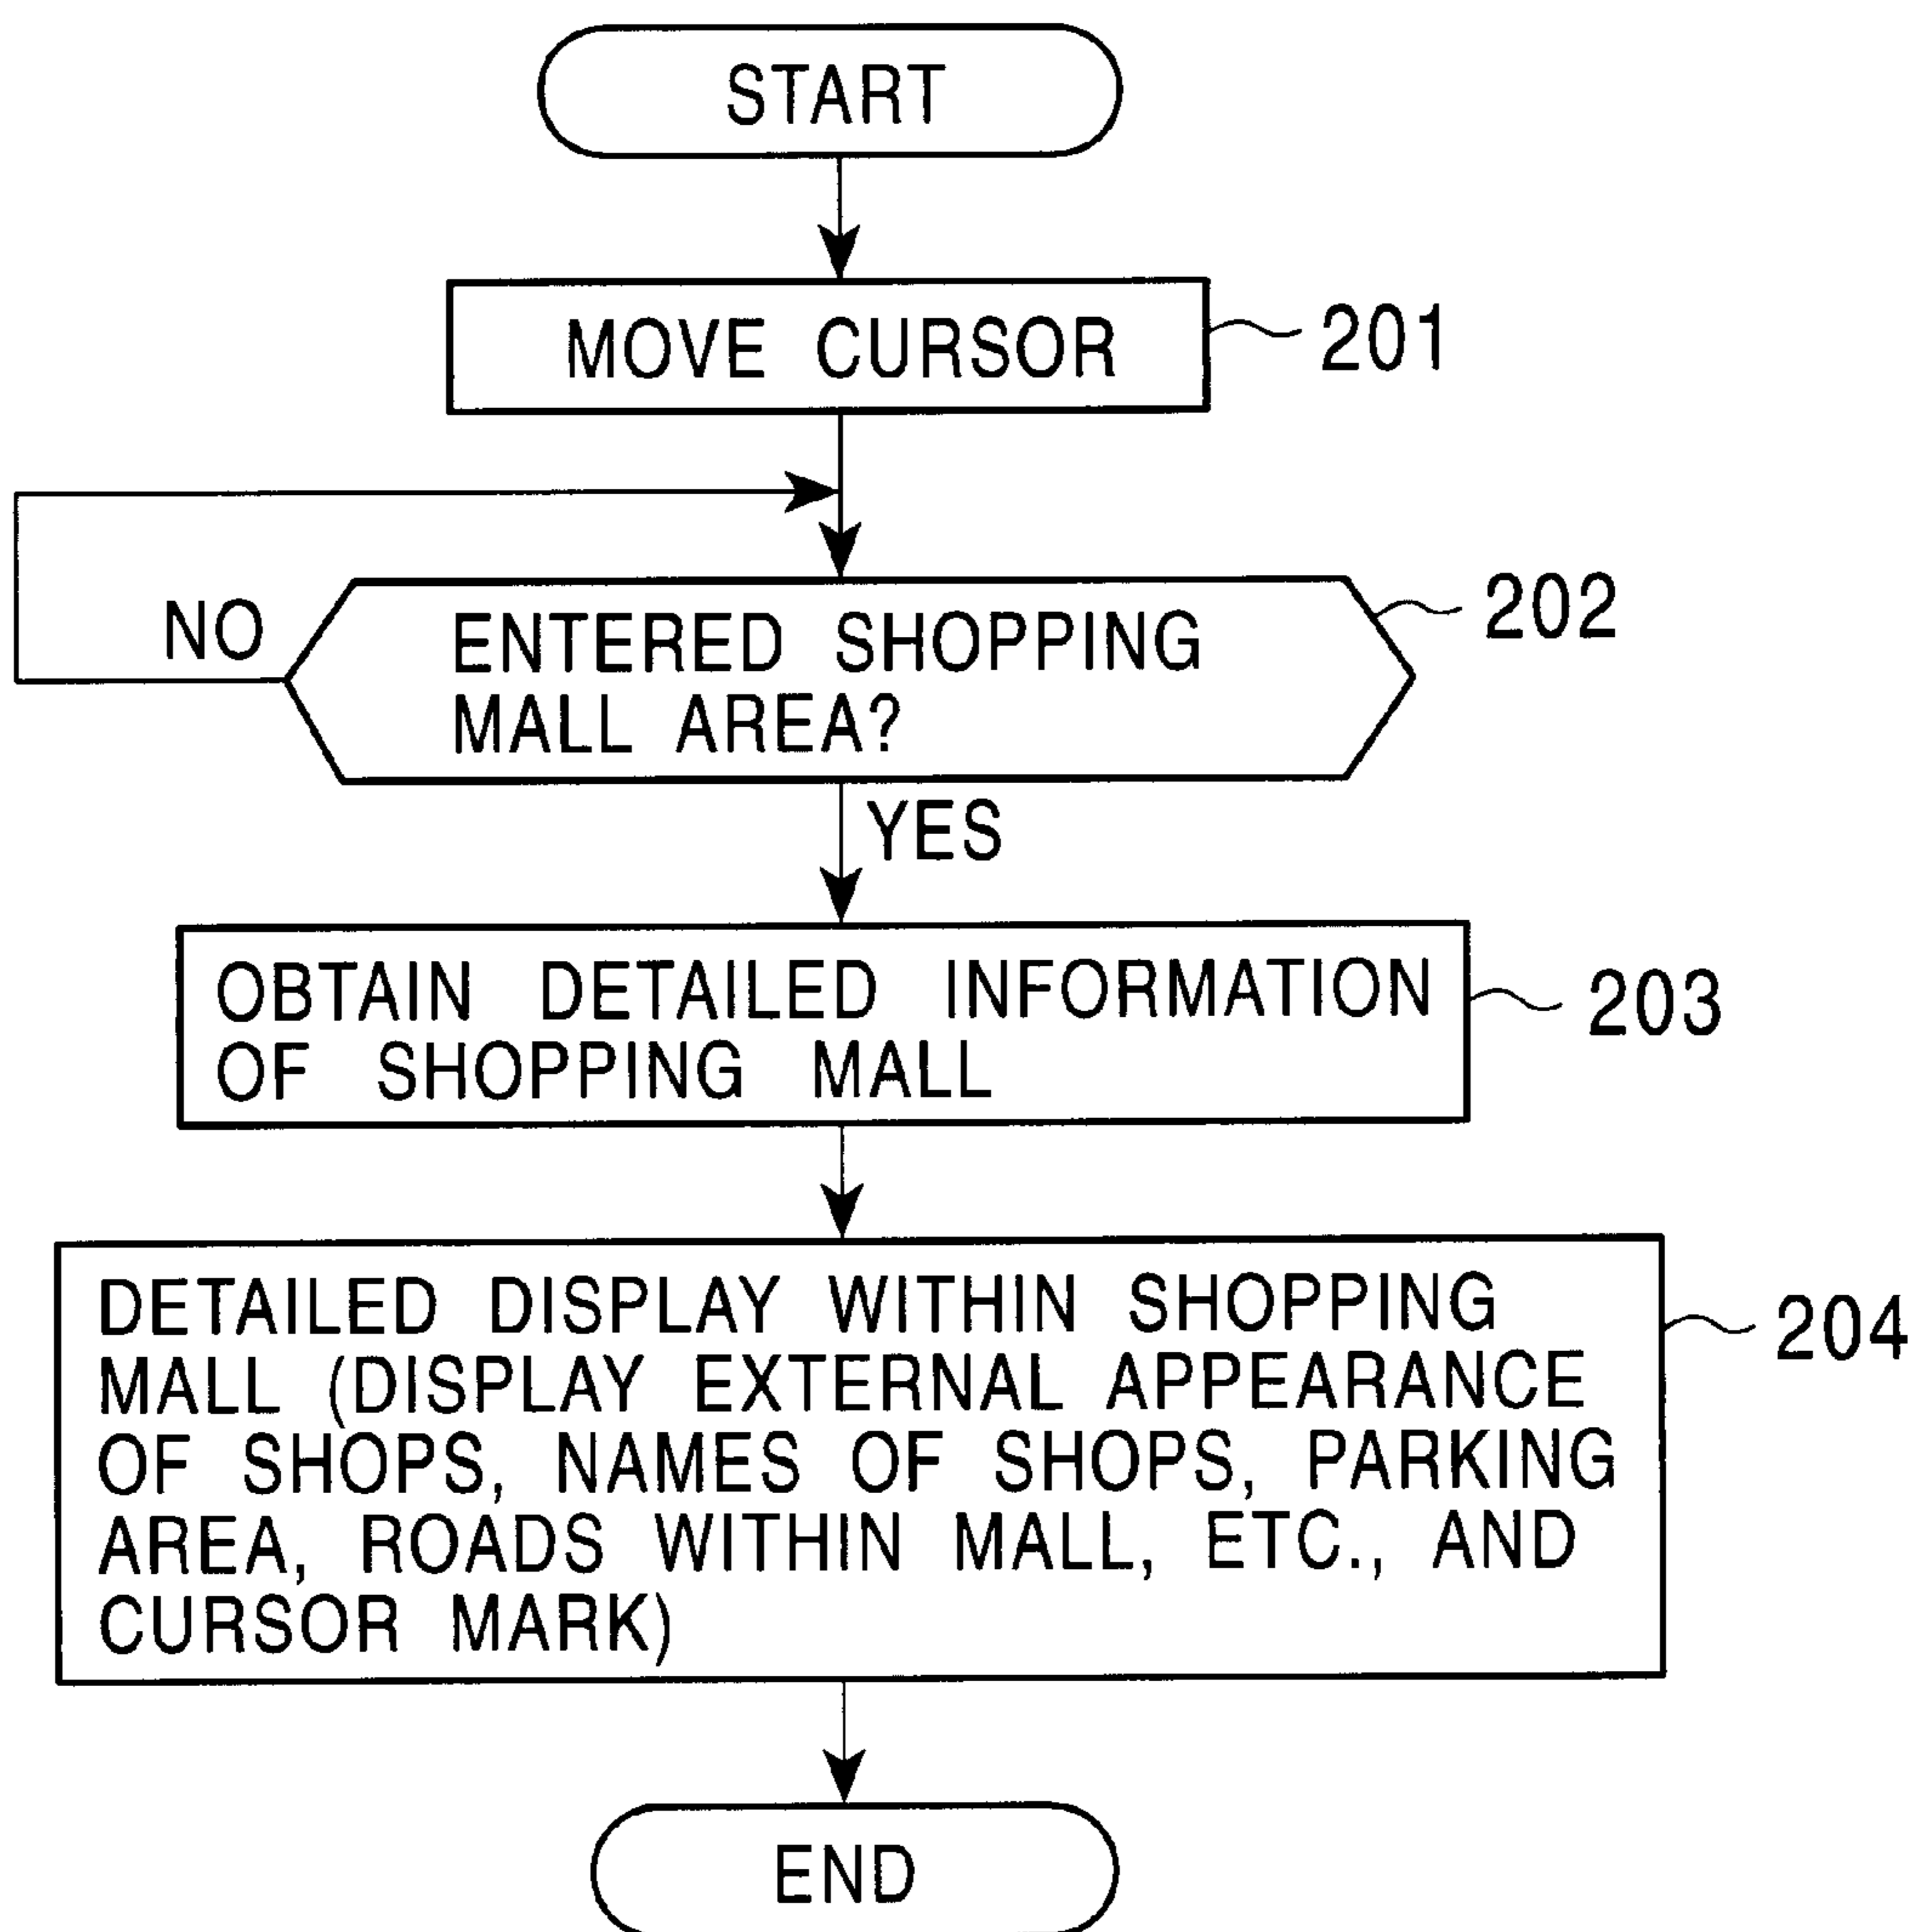 START
MOVE CURSOR
201
NO
ENTERED SHOPPING
MALL AREA?
202
YES
OBTAIN DETAILED INFORMATION
OF SHOPPING MALL
203
DETAILED DISPLAY WITHIN SHOPPING
MALL (DISPLAY EXTERNAL APPEARANCE
OF SHOPS, NAMES OF SHOPS, PARKING
AREA, ROADS WITHIN MALL, ETC., AND
CURSOR MARK)
204
END